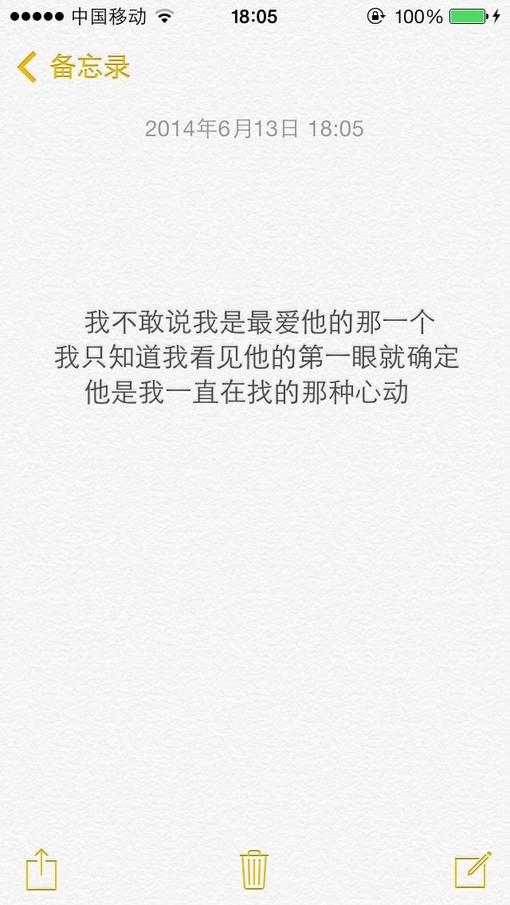 中国移动 18:05 100%
备忘录
2014年6月13日 18:05
我不敢说我是最爱他的那一个
我只知道我看见他的第一眼就确定
他是我一直在找的那种心动